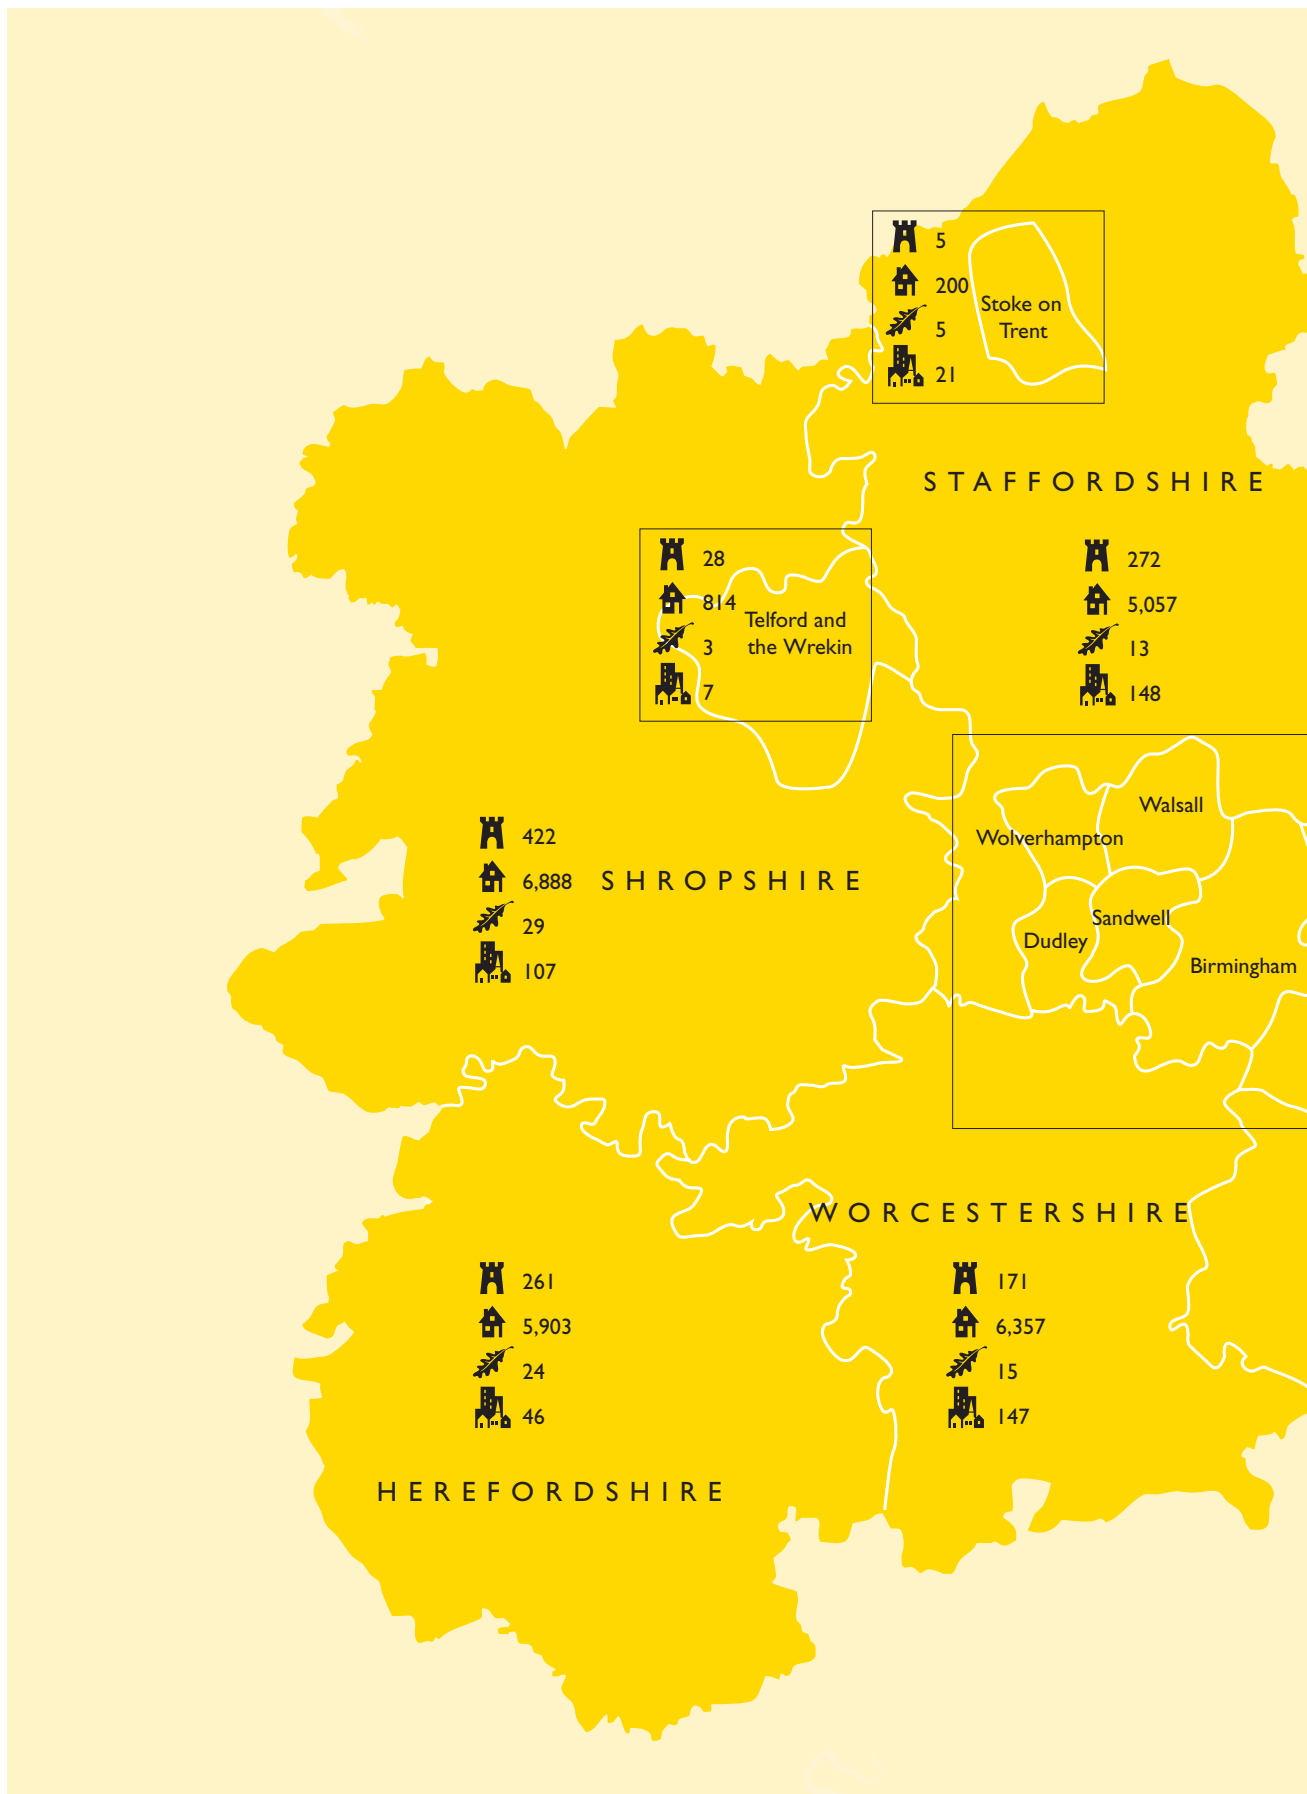 5
200
Stoke on
Trent
5
21
STAFFORDSHIRE
28
814
Telford and
the Wrekin
3
7
272
5,057
13
148
Walsall
Wolverhampton
Sandwell
Dudley
Birmingham
422
6,888
SHROPSHIRE
29
107
WORCESTERSHIRE
261
5,903
24
46
171
6,357
15
147
HEREFORDSHIRE